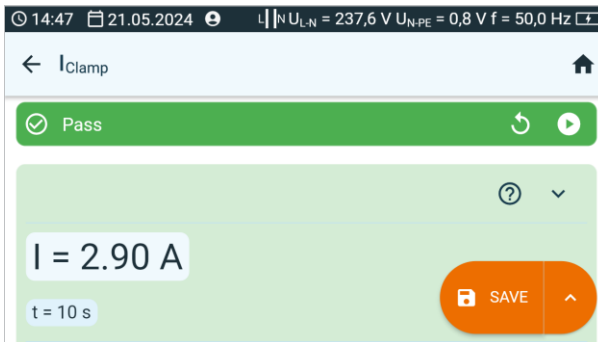 14:47 21.05.2024 L N U L-N = 237,6 V U N-PE = 0,8 V f = 50,0 Hz
I Clamp
Pass
I = 2.90 A
SAVE
t = 10 s